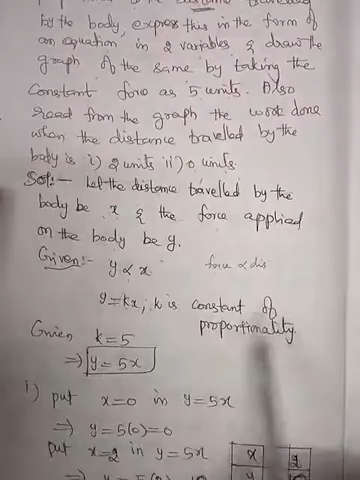 by the body, express this in the form of
an equation in 2 variables & draw the
graph of the same by taking the
Constant force as 5 units. Also
read from the graph the work done
when the distance travelled by the
body is i) 2 units ii) 0 units.
Sol:- Let the distance travelled by the
body be x & the force applied
on the body be y.
Given:- y ∝ x force ∝ dis
y = kx, k is constant of
proportionality.
Given k = 5
⇒ y = 5x
i) put x=0 in y=5x
⇒ y = 5(0) = 0
put x=2 in y=5x x 2
y